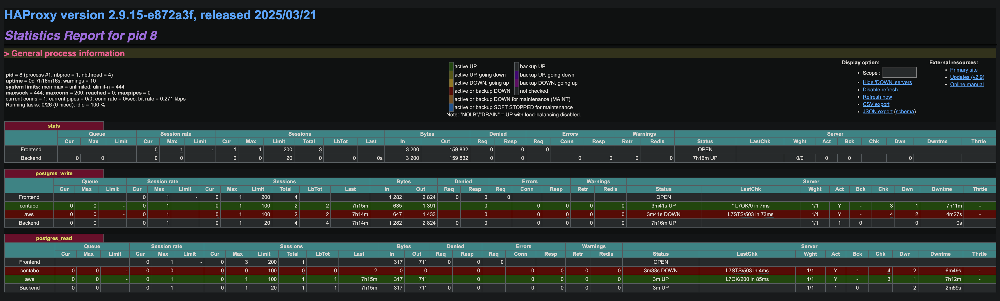 HAProxy version 2.9.15-e872a3f, released 2025/03/21
Statistics Report for pid 8
> General process information
pid = 8 (process #1, nbproc = 1, nbthread = 4)
uptime = 0d 7h16m16s; warnings = 10
system limits: memmax = unlimited; ulimit-n = 444
maxsock = 444; maxconn = 200; reached = 0; maxpipes = 0
current conns = 1; current pipes = 0/0; conn rate = 0/sec; bit rate = 0.271 kbps
Running tasks: 0/26 (0 niced); idle = 100 %
active UP backup UP
active UP, going down backup UP, going down
active DOWN, going up backup DOWN, going up
active or backup DOWN not checked
active or backup DOWN for maintenance (MAINT)
active or backup SOFT STOPPED for maintenance
Note: "NOLB"/"DRAIN" = UP with load-balancing disabled.
Display option:
• Scope :
• Hide 'DOWN' servers
• Disable refresh
• Refresh now
• CSV export
• JSON export (schema)
External resources:
• Primary site
• Updates (v2.9)
• Online manual
stats
Queue Session rate Sessions Bytes Denied Errors Warnings Server
Cur Max Limit Cur Max Limit Cur Max Limit Total LbTot Last In Out Req Resp Req Conn Resp Retr Redis Status LastChk Wght Act Bck Chk Dwn Dwntme Thrtle
Frontend 0 1 - 1 1 200 3 3 200 159 832 0 0 0 OPEN
Backend 0 0 0 0 0 0 20 0 0 0s 3 200 159 832 0 0 0 0 0 0 7h16m UP 0/0 0 0 0
postgres_write
Queue Session rate Sessions Bytes Denied Errors Warnings Server
Cur Max Limit Cur Max Limit Cur Max Limit Total LbTot Last In Out Req Resp Req Conn Resp Retr Redis Status LastChk Wght Act Bck Chk Dwn Dwntme Thrtle
Frontend 0 1 - 0 1 200 4 1 282 2 824 0 0 0 OPEN
contabo 0 0 - 0 1 0 1 100 2 2 7h15m 635 1 391 0 0 0 0 0 3m41s UP * L7OK/0 in 7ms 1/1 Y - 3 1 7h11m -
aws 0 0 - 0 1 0 1 100 2 2 7h14m 647 1 433 0 0 0 0 0 3m41s DOWN L7STS/503 in 73ms 1/1 Y - 4 2 4m27s -
Backend 0 0 0 1 0 1 20 4 4 7h14m 1 282 2 824 0 0 0 0 0 0 7h16m UP 1/1 1 0 0 0s
postgres_read
Queue Session rate Sessions Bytes Denied Errors Warnings Server
Cur Max Limit Cur Max Limit Cur Max Limit Total LbTot Last In Out Req Resp Req Conn Resp Retr Redis Status LastChk Wght Act Bck Chk Dwn Dwntme Thrtle
Frontend 0 1 - 0 3 200 1 317 711 0 0 0 OPEN
contabo 0 0 - 0 0 0 0 100 0 0 ? 0 0 0 0 0 0 0 3m38s DOWN L7STS/503 in 4ms 1/1 Y - 4 2 6m49s -
aws 0 0 - 0 1 0 1 100 1 1 7h15m 317 711 0 0 0 0 0 3m UP L7OK/200 in 85ms 1/1 Y - 3 1 7h12m -
Backend 0 0 0 1 0 1 20 1 1 7h15m 317 711 0 0 0 0 0 0 3m UP 1/1 1 0 2 2m59s